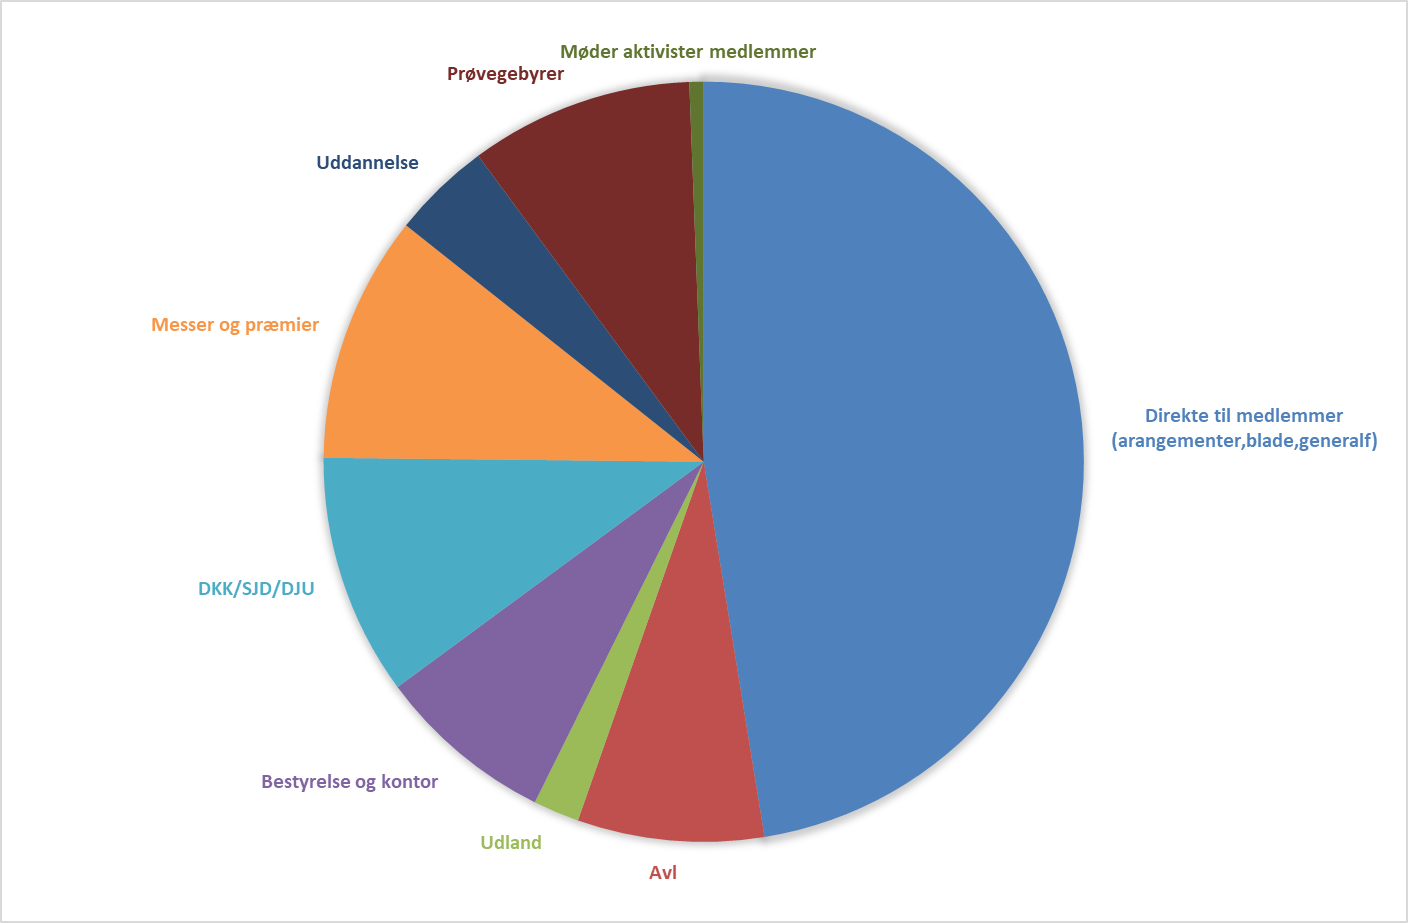 Møder aktivister medlemmer
Prøvegebyrer
Uddannelse
Messer og præmier
Direkte til medlemmer
(arangementer,blade,generalf)
DKK/SJD/DJU
Bestyrelse og kontor
Udland
Avl